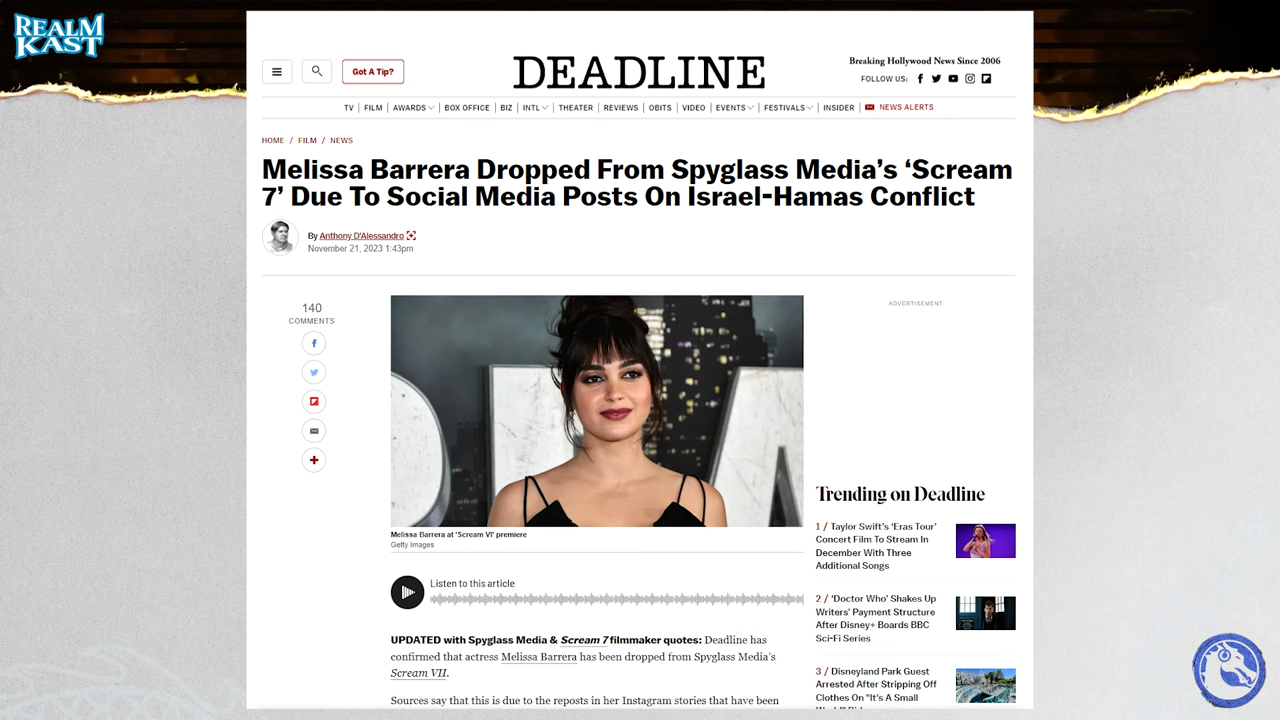 REALM
KAST
Got A Tip?
DEADLINE
Breaking Hollywood News Since 2006
FOLLOW US:
TV | FILM | AWARDS | BOX OFFICE | BIZ | INTL | THEATER | REVIEWS | OBITS | VIDEO | EVENTS | FESTIVALS | INSIDER | NEWS ALERTS
HOME / FILM / NEWS
Melissa Barrera Dropped From Spyglass Media's ‘Scream
7’ Due To Social Media Posts On Israel-Hamas Conflict
By Anthony D'Alessandro
November 21, 2023 1:43pm
140
COMMENTS
Melissa Barrera at 'Scream VI' premiere
Getty Images
Listen to this article
UPDATED with Spyglass Media & Scream 7 filmmaker quotes: Deadline has
confirmed that actress Melissa Barrera has been dropped from Spyglass Media's
Scream VII.
Sources say that this is due to the reposts in her Instagram stories that have been
ADVERTISEMENT
Trending on Deadline
1 / Taylor Swift's ‘Eras Tour’
Concert Film To Stream In
December With Three
Additional Songs
2 / ‘Doctor Who’ Shakes Up
Writers’ Payment Structure
After Disney+ Boards BBC
Sci-Fi Series
3 / Disneyland Park Guest
Arrested After Stripping Off
Clothes On "It's A Small